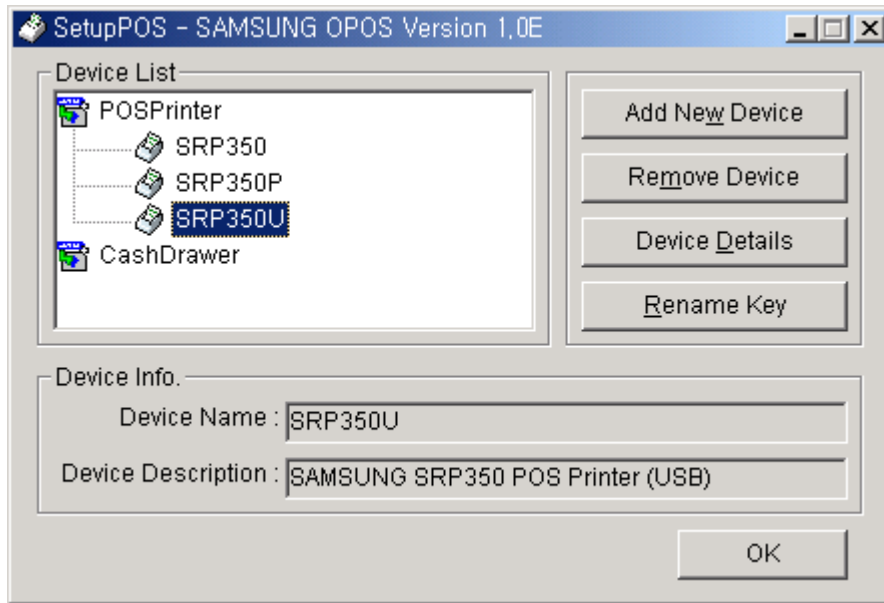 SetupPOS - SAMSUNG OPOS Version 1,0E
Device List
POSPrinter
SRP350
SRP350P
SRP350U
CashDrawer
Add New Device
Remove Device
Device Details
Rename Key
Device Info.
Device Name : SRP350U
Device Description : SAMSUNG SRP350 POS Printer (USB)
OK